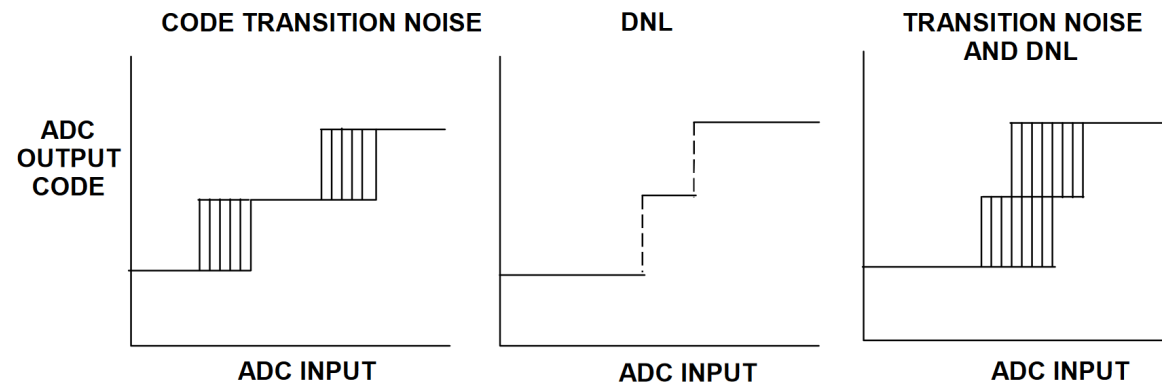 CODE TRANSITION NOISE
DNL
TRANSITION NOISE
AND DNL
ADC
OUTPUT
CODE
ADC INPUT
ADC INPUT
ADC INPUT